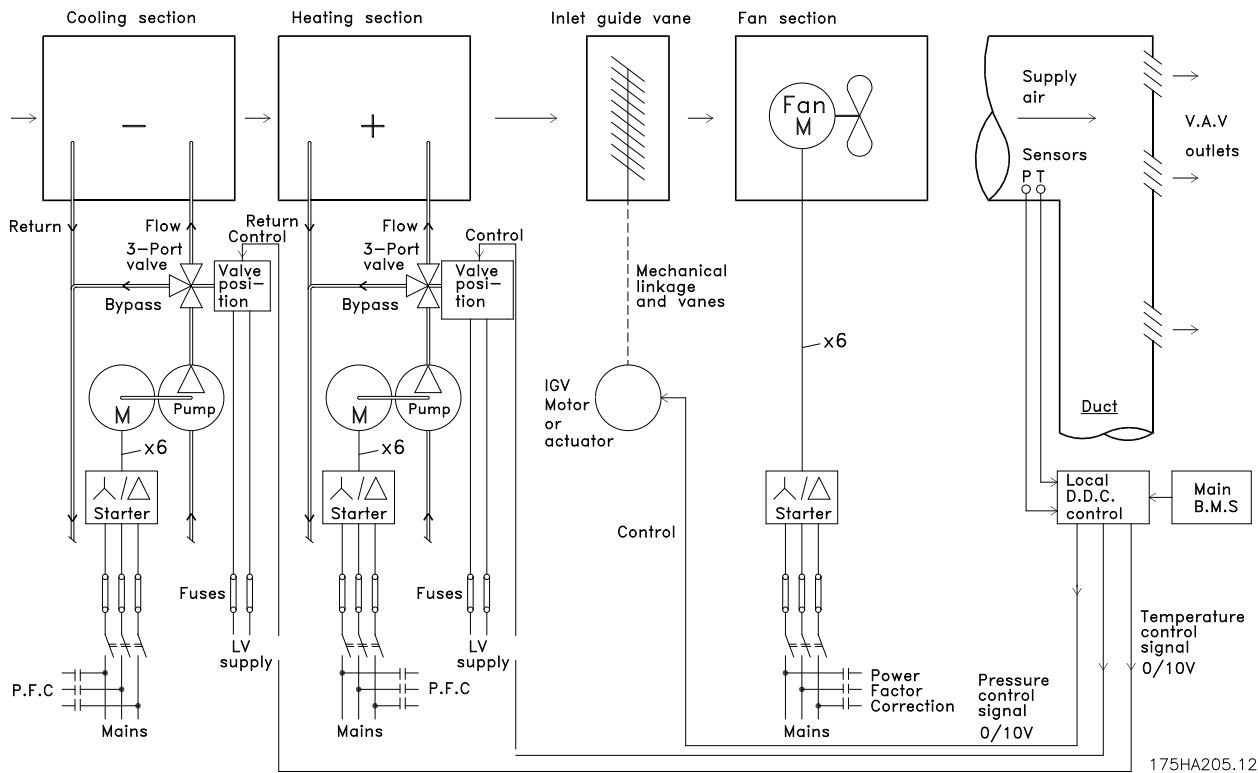 Cooling section
Heating section
Inlet guide vane
Fan section
Supply
air
V.A.V
outlets
Sensors
P T
Fan
M
Return
Flow
3-Port
valve
Bypass
Return
Control
Valve
posi-
tion
Flow
3-Port
valve
Bypass
Control
Valve
posi-
tion
Mechanical
linkage
and vanes
x6
IGV
Motor
or
actuator
Duct
M
Pump
x6
Starter
M
Pump
x6
Starter
Starter
Local
D.D.C.
control
Main
B.M.S
Control
Fuses
Fuses
LV
supply
LV
supply
Temperature
control
signal
0/10V
P.F.C
P.F.C
Power
Factor
Correction
Pressure
control
signal
0/10V
Mains
Mains
Mains
175HA205.12